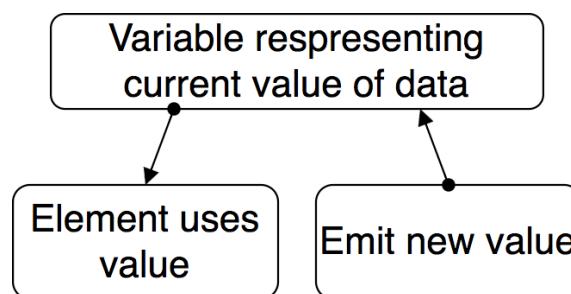 Variable respresenting
current value of data
Element uses
value
Emit new value